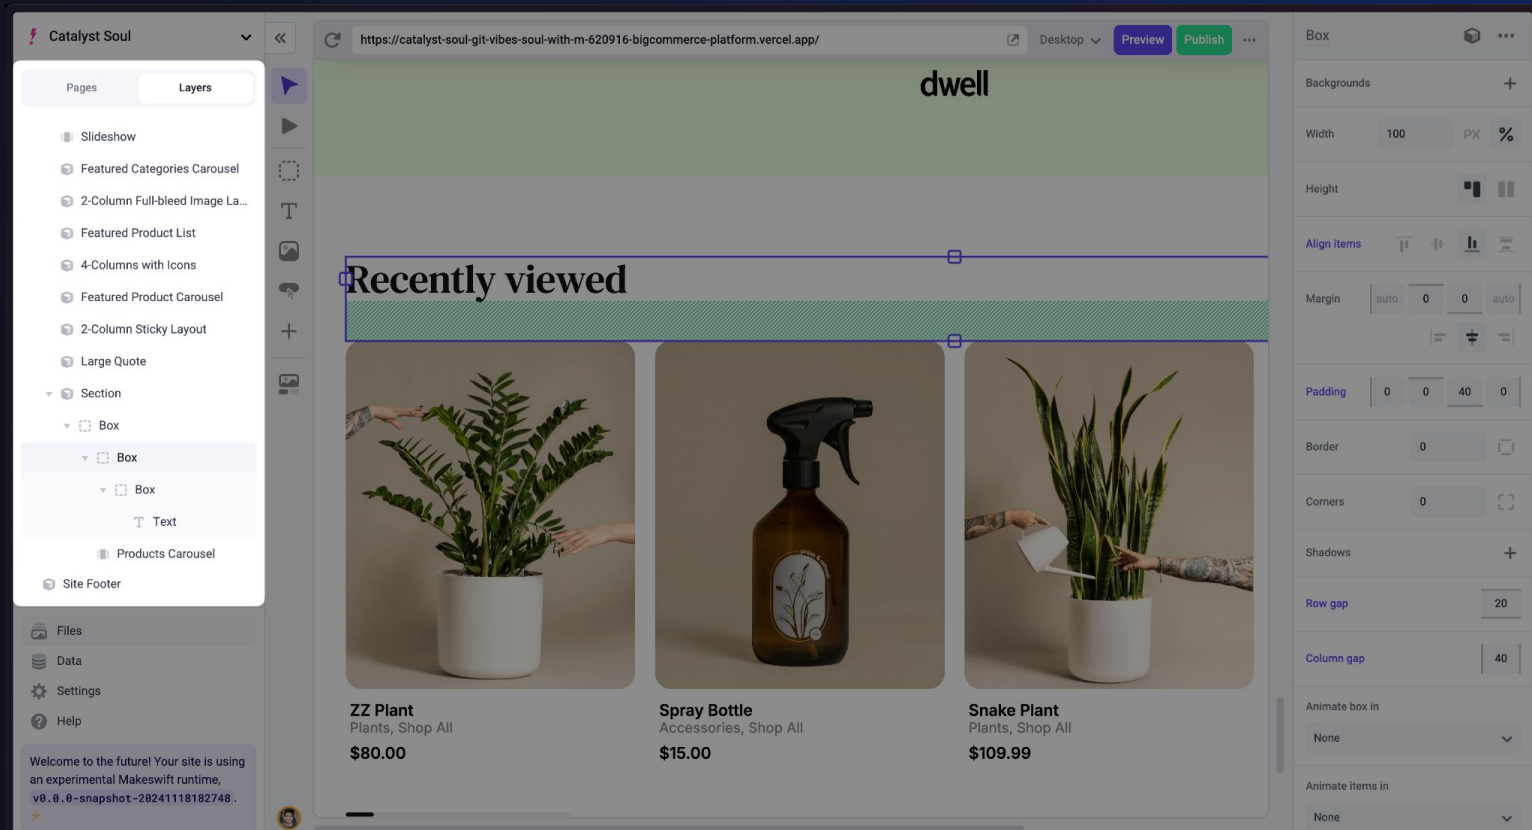 Catalyst Soul
https://catalyst-soul-git-vibes-soul-with-m-620916-bigcommerce-platform.vercel.app/
Desktop
Preview
Publish
Box
Pages
Layers
Slideshow
Featured Categories Carousel
2-Column Full-bleed Image La...
Featured Product List
4-Columns with Icons
Featured Product Carousel
2-Column Sticky Layout
Large Quote
Section
Box
Box
Box
Text
Products Carousel
Site Footer
Files
Data
Settings
Help
Welcome to the future! Your site is using
an experimental Makeswift runtime,
v0.0.0-snapshot-20241118182748.
dwell
Recently viewed
ZZ Plant
Plants, Shop All
$80.00
Spray Bottle
Accessories, Shop All
$15.00
Snake Plant
Plants, Shop All
$109.99
Backgrounds
Width 100 PX %
Height
Align items
Margin auto 0 0 auto
Padding 0 0 40 0
Border 0
Corners 0
Shadows
Row gap 20
Column gap 40
Animate box in
None
Animate items in
None